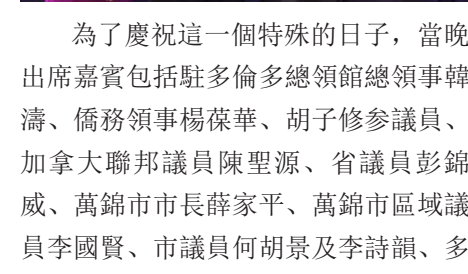 為了慶祝這一個特殊的日子，當晚
出席嘉賓包括駐多倫多總領館總領事韓
濤、僑務領事楊葆華、胡子修参議員、
加拿大聯邦議員陳聖源、省議員彭錦
威、萬錦市市長薛家平、萬錦市區域議
員李國賢、市議員何胡景及李詩韻、多